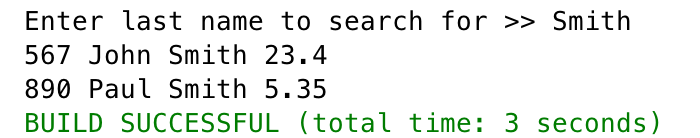 Enter last name to search for >> Smith
567 John Smith 23.4
890 Paul Smith 5.35
BUILD SUCCESSFUL (total time: 3 seconds)